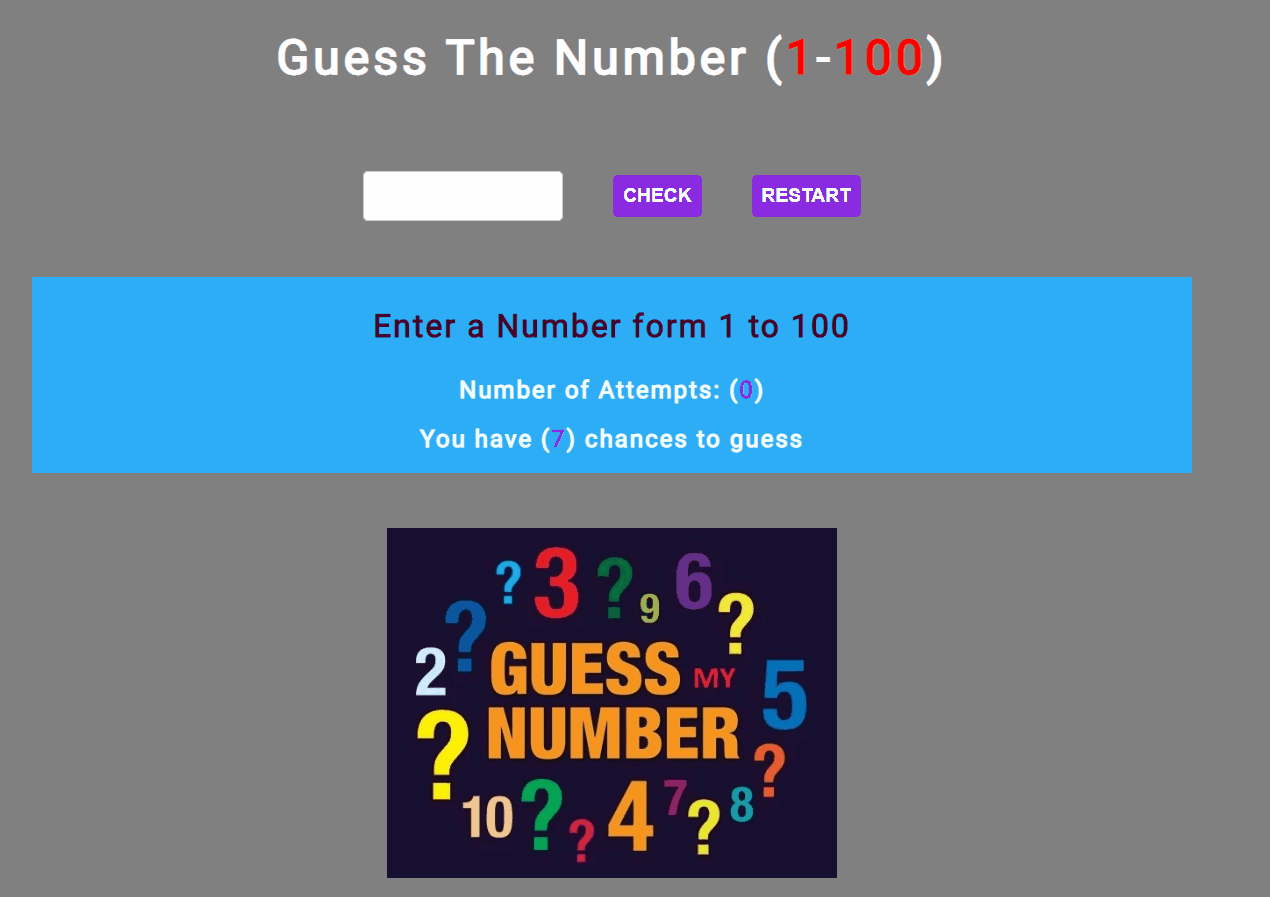 Guess The Number (1-100)
CHECK RESTART
Enter a Number form 1 to 100
Number of Attempts: (0)
You have (7) chances to guess
? 3 ? 9 6 ?
2 ? GUESS MY 5
? NUMBER ?
10 ? ? 4 7 ? 8